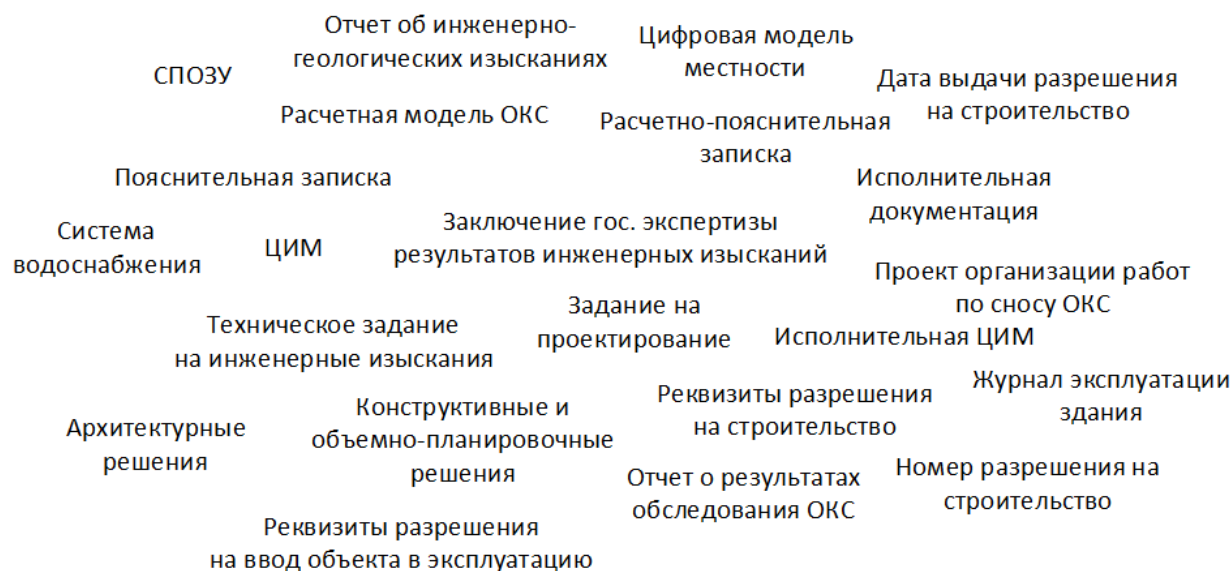 Отчет об инженерно-
геологических изысканиях
Цифровая модель
местности
СПОЗУ
Дата выдачи разрешения
на строительство
Расчетная модель ОКС
Расчетно-пояснительная
записка
Пояснительная записка
Исполнительная
документация
Система
водоснабжения
ЦИМ
Заключение гос. экспертизы
результатов инженерных изысканий
Проект организации работ
по сносу ОКС
Техническое задание
на инженерные изыскания
Задание на
проектирование
Исполнительная ЦИМ
Журнал эксплуатации
здания
Архитектурные
решения
Конструктивные и
объемно-планировочные
решения
Реквизиты разрешения
на строительство
Отчет о результатах
обследования ОКС
Номер разрешения на
строительство
Реквизиты разрешения
на ввод объекта в эксплуатацию